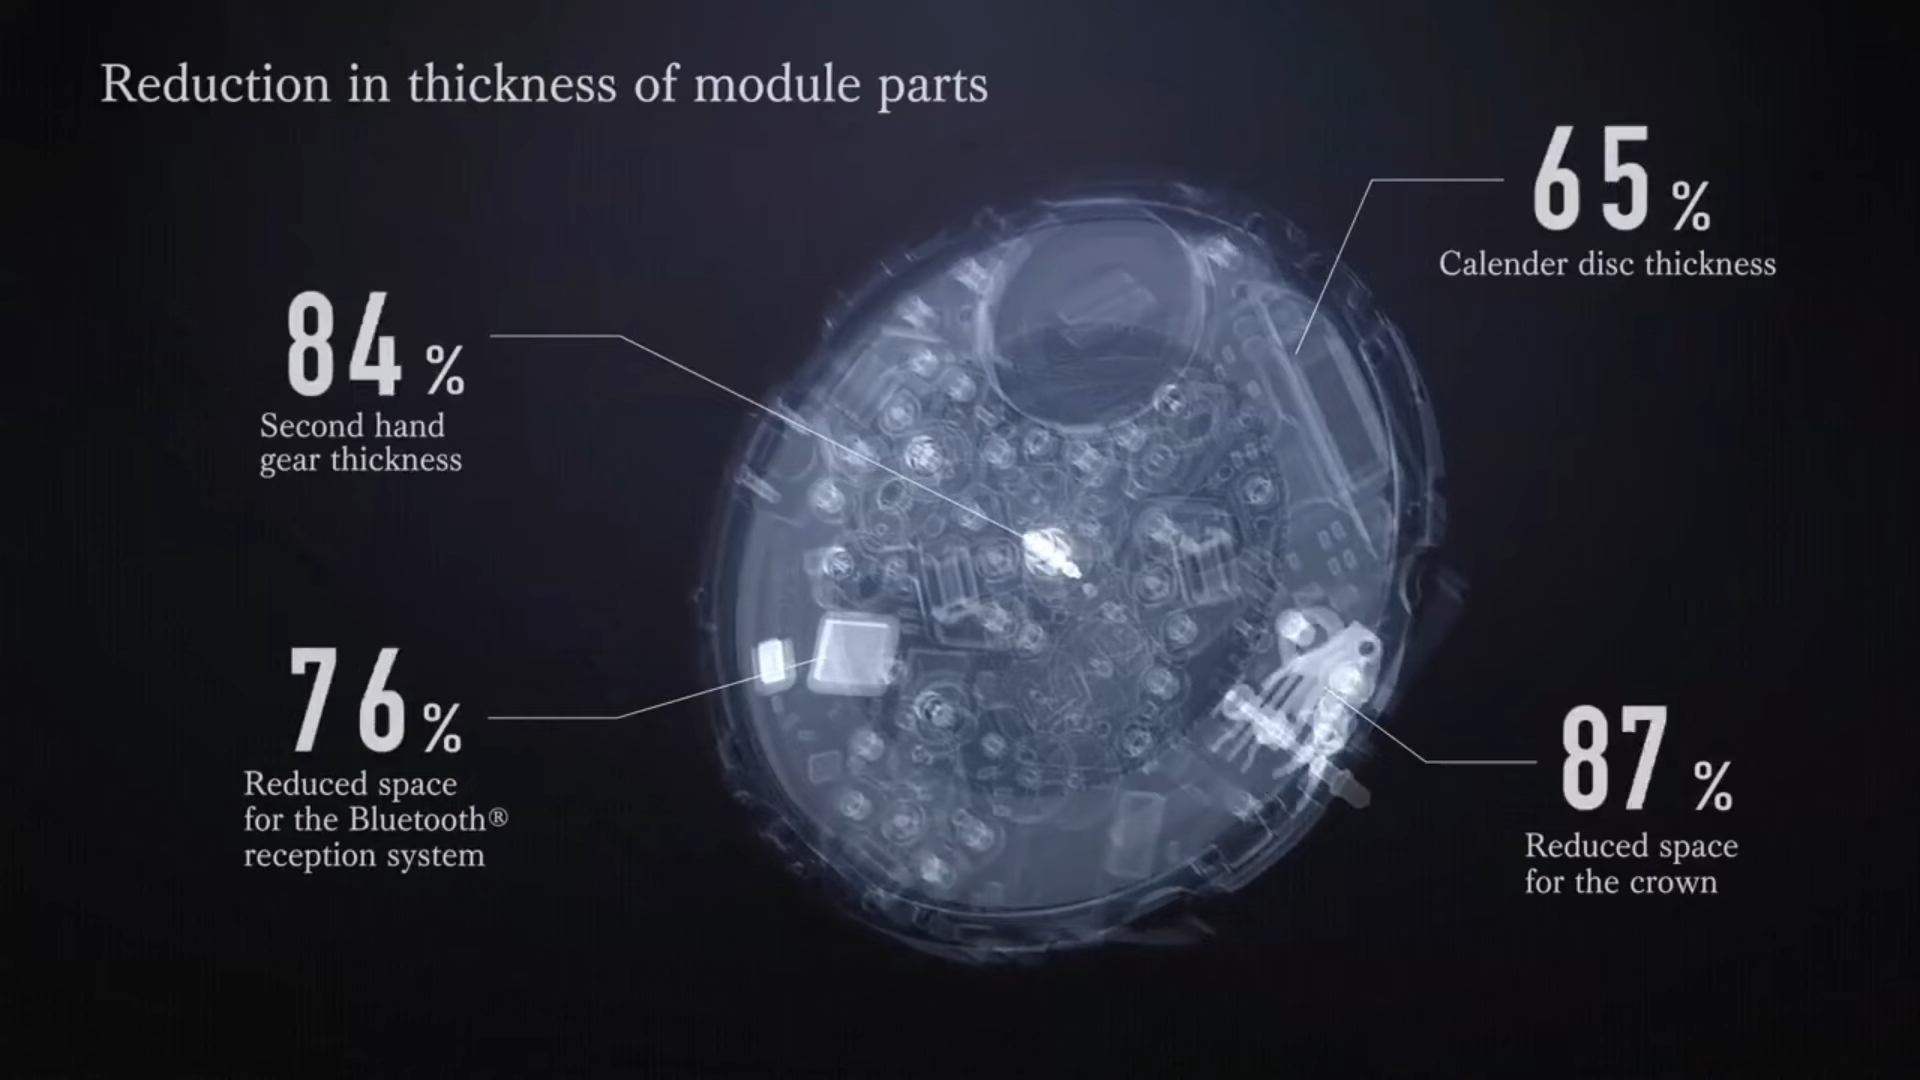 Reduction in thickness of module parts
65 %
Calender disc thickness
84 %
Second hand
gear thickness
76 %
Reduced space
for the Bluetooth®
reception system
87 %
Reduced space
for the crown